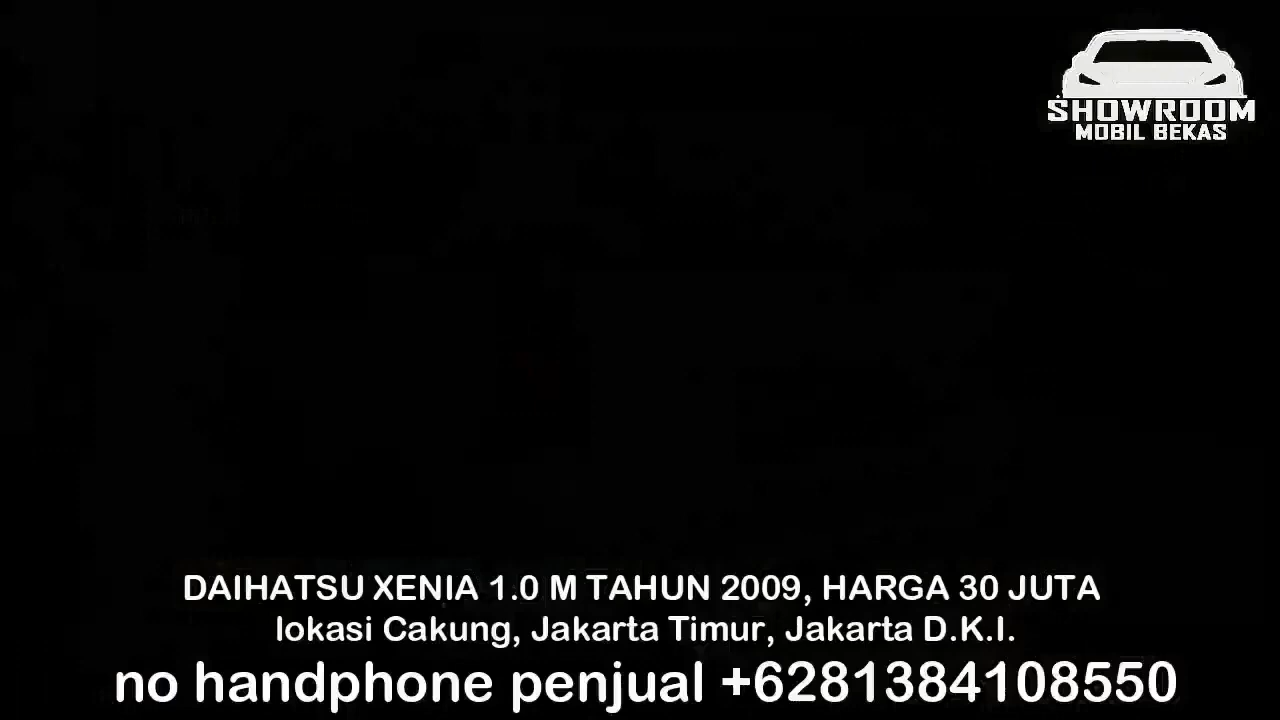 SHOWROOM
MOBIL BEKAS
DAIHATSU XENIA 1.0 M TAHUN 2009, HARGA 30 JUTA
lokasi Cakung, Jakarta Timur, Jakarta D.K.I.
no handphone penjual +6281384108550